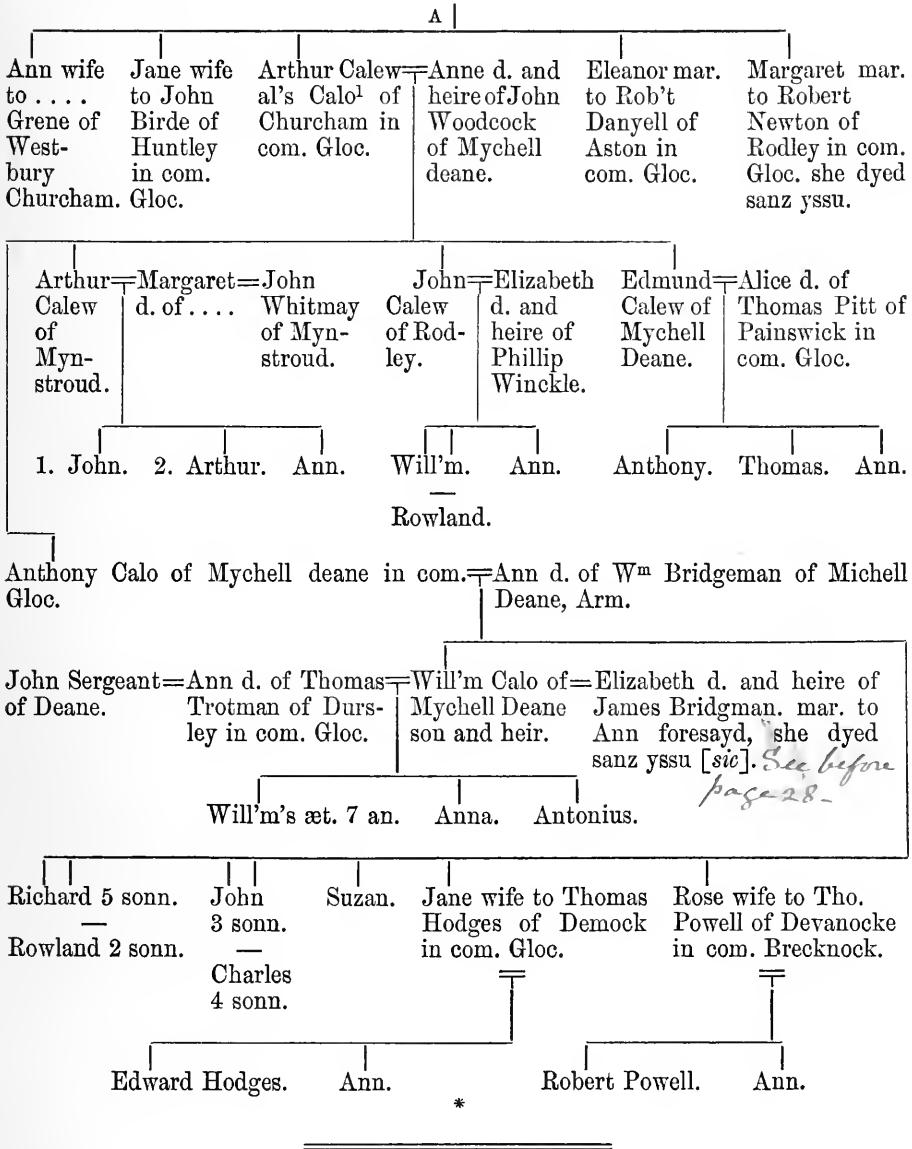 A
Ann wife
to . . . .
Grene of
West-
bury
Churcham.
Jane wife
to John
Birde of
Huntley
in com.
Gloc.
Arthur Calew
al's Calo¹ of
Churcham in
com. Gloc.
Anne d. and
heire of John
Woodcock
of Mychell
deane.
Eleanor mar.
to Rob't
Danyell of
Aston in
com. Gloc.
Margaret mar.
to Robert
Newton of
Rodley in com.
Gloc. she dyed
sanz yssu.
Arthur
Calew
of
Myn-
stroud.
Margaret
d. of . . . .
John
Whitmay
of Myn-
stroud.
John
Calew
of Rod-
ley.
Elizabeth
d. and
heire of
Phillip
Winckle.
Edmund
Calew of
Mychell
Deane.
Alice d. of
Thomas Pitt of
Painswick in
com. Gloc.
1. John. 2. Arthur. Ann.
Will'm. Ann.
Anthony. Thomas. Ann.
—
Rowland.
Anthony Calo of Mychell deane in com.
Gloc.
Ann d. of Wᵐ Bridgeman of Michell
Deane, Arm.
John Sergeant
of Deane.
Ann d. of Thomas
Trotman of Durs-
ley in com. Gloc.
Will'm Calo of
Mychell Deane
son and heir.
Elizabeth d. and heire of
James Bridgman. mar. to
Ann foresayd, she dyed
sanz yssu [sic]. See before
page 28-
Will'm's æt. 7 an. Anna. Antonius.
Richard 5 sonn.
—
Rowland 2 sonn.
John
3 sonn.
—
Charles
4 sonn.
Suzan.
Jane wife to Thomas
Hodges of Demock
in com. Gloc.
Rose wife to Tho.
Powell of Devanocke
in com. Brecknock.
Edward Hodges. Ann.
Robert Powell. Ann.
*